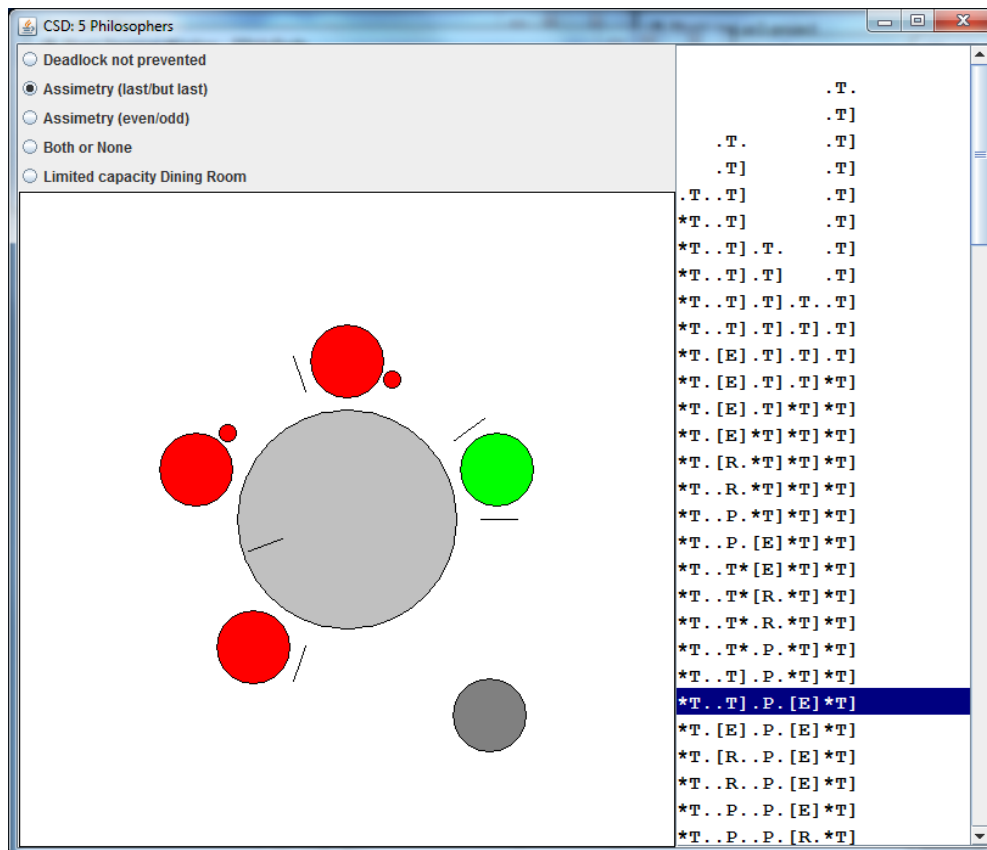 CSD: 5 Philosophers
Deadlock not prevented
Assimetry (last/but last)
Assimetry (even/odd)
Both or None
Limited capacity Dining Room
.T.
.T]
.T. .T]
.T] .T]
.T..T] .T]
*T..T] .T]
*T..T].T. .T]
*T..T].T] .T]
*T..T].T].T..T]
*T..T].T].T].T]
*T.[E].T].T].T]
*T.[E].T].T]*T]
*T.[E].T]*T]*T]
*T.[E]*T]*T]*T]
*T.[R.*T]*T]*T]
*T..R.*T]*T]*T]
*T..P.*T]*T]*T]
*T..P.[E]*T]*T]
*T..T*[E]*T]*T]
*T..T*[R.*T]*T]
*T..T*.R.*T]*T]
*T..T*.P.*T]*T]
*T..T].P.*T]*T]
*T..T].P.[E]*T]
*T.[E].P.[E]*T]
*T.[R..P.[E]*T]
*T..R..P.[E]*T]
*T..P..P.[E]*T]
*T..P..P.[R.*T]